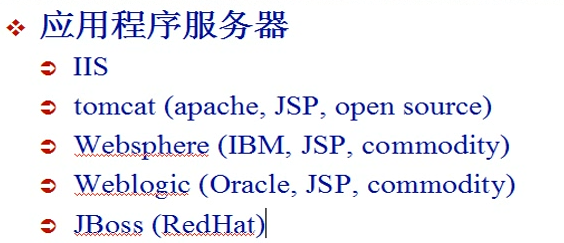 应用程序服务器
IIS
tomcat (apache, JSP, open source)
Websphere (IBM, JSP, commodity)
Weblogic (Oracle, JSP, commodity)
JBoss (RedHat)